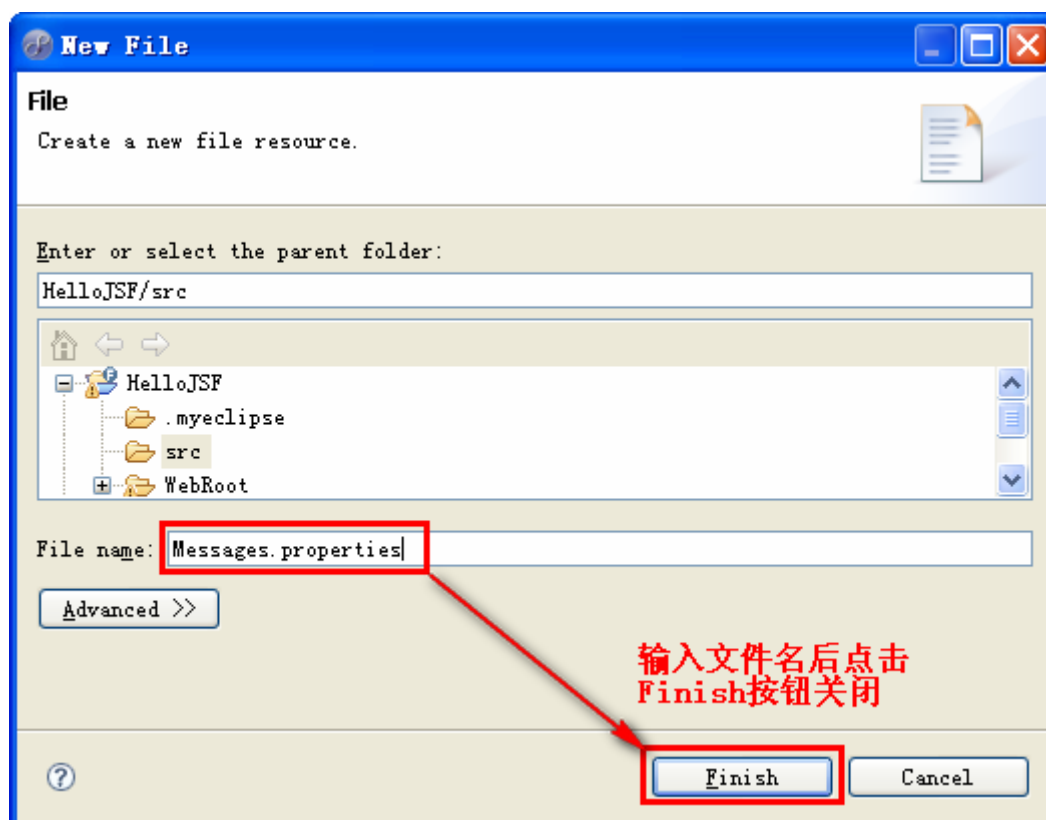 New File
File
Create a new file resource.
Enter or select the parent folder:
HelloJSF/src
HelloJSF
.myeclipse
src
WebRoot
File name: Messages.properties
Advanced >>
输入文件名后点击
Finish按钮关闭
Finish Cancel